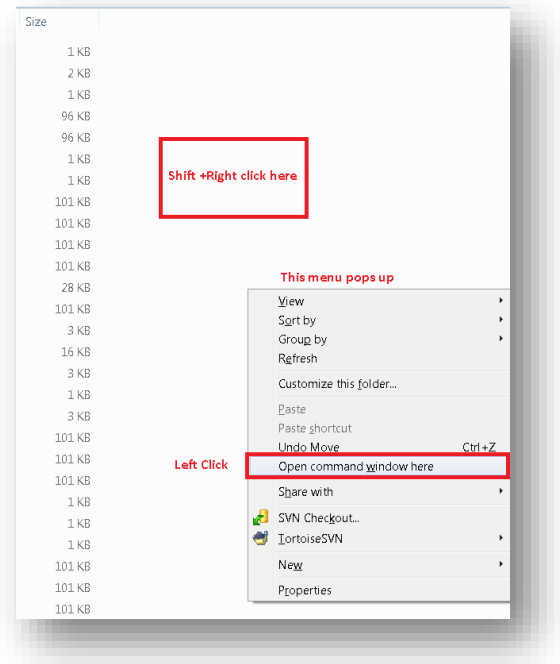 Size
1 KB
2 KB
1 KB
96 KB
96 KB
1 KB
Shift +Right click here
1 KB
101 KB
101 KB
101 KB
101 KB
This menu pops up
28 KB
View
101 KB
Sort by
3 KB
Group by
16 KB
Refresh
3 KB
Customize this folder...
1 KB
Paste
3 KB
Paste shortcut
101 KB
Undo Move Ctrl+Z
101 KB
Left Click
Open command window here
101 KB
Share with
1 KB
SVN Checkout...
1 KB
TortoiseSVN
1 KB
New
101 KB
101 KB
Properties
101 KB